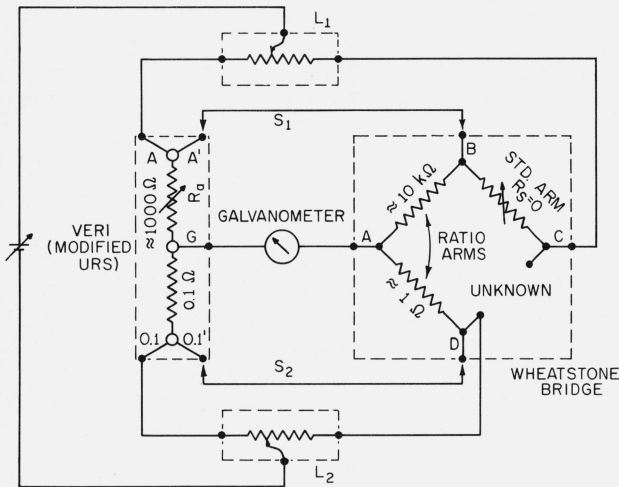 L1
S1
A A'
≈1000 Ω
Ra
VERI
(MODIFIED
URS)
G
GALVANOMETER
0.1 Ω
0.1 0.1'
S2
L2
B
≈10 kΩ
STD. ARM
RS=0
A
RATIO
ARMS
C
≈1 Ω
UNKNOWN
D
WHEATSTONE
BRIDGE